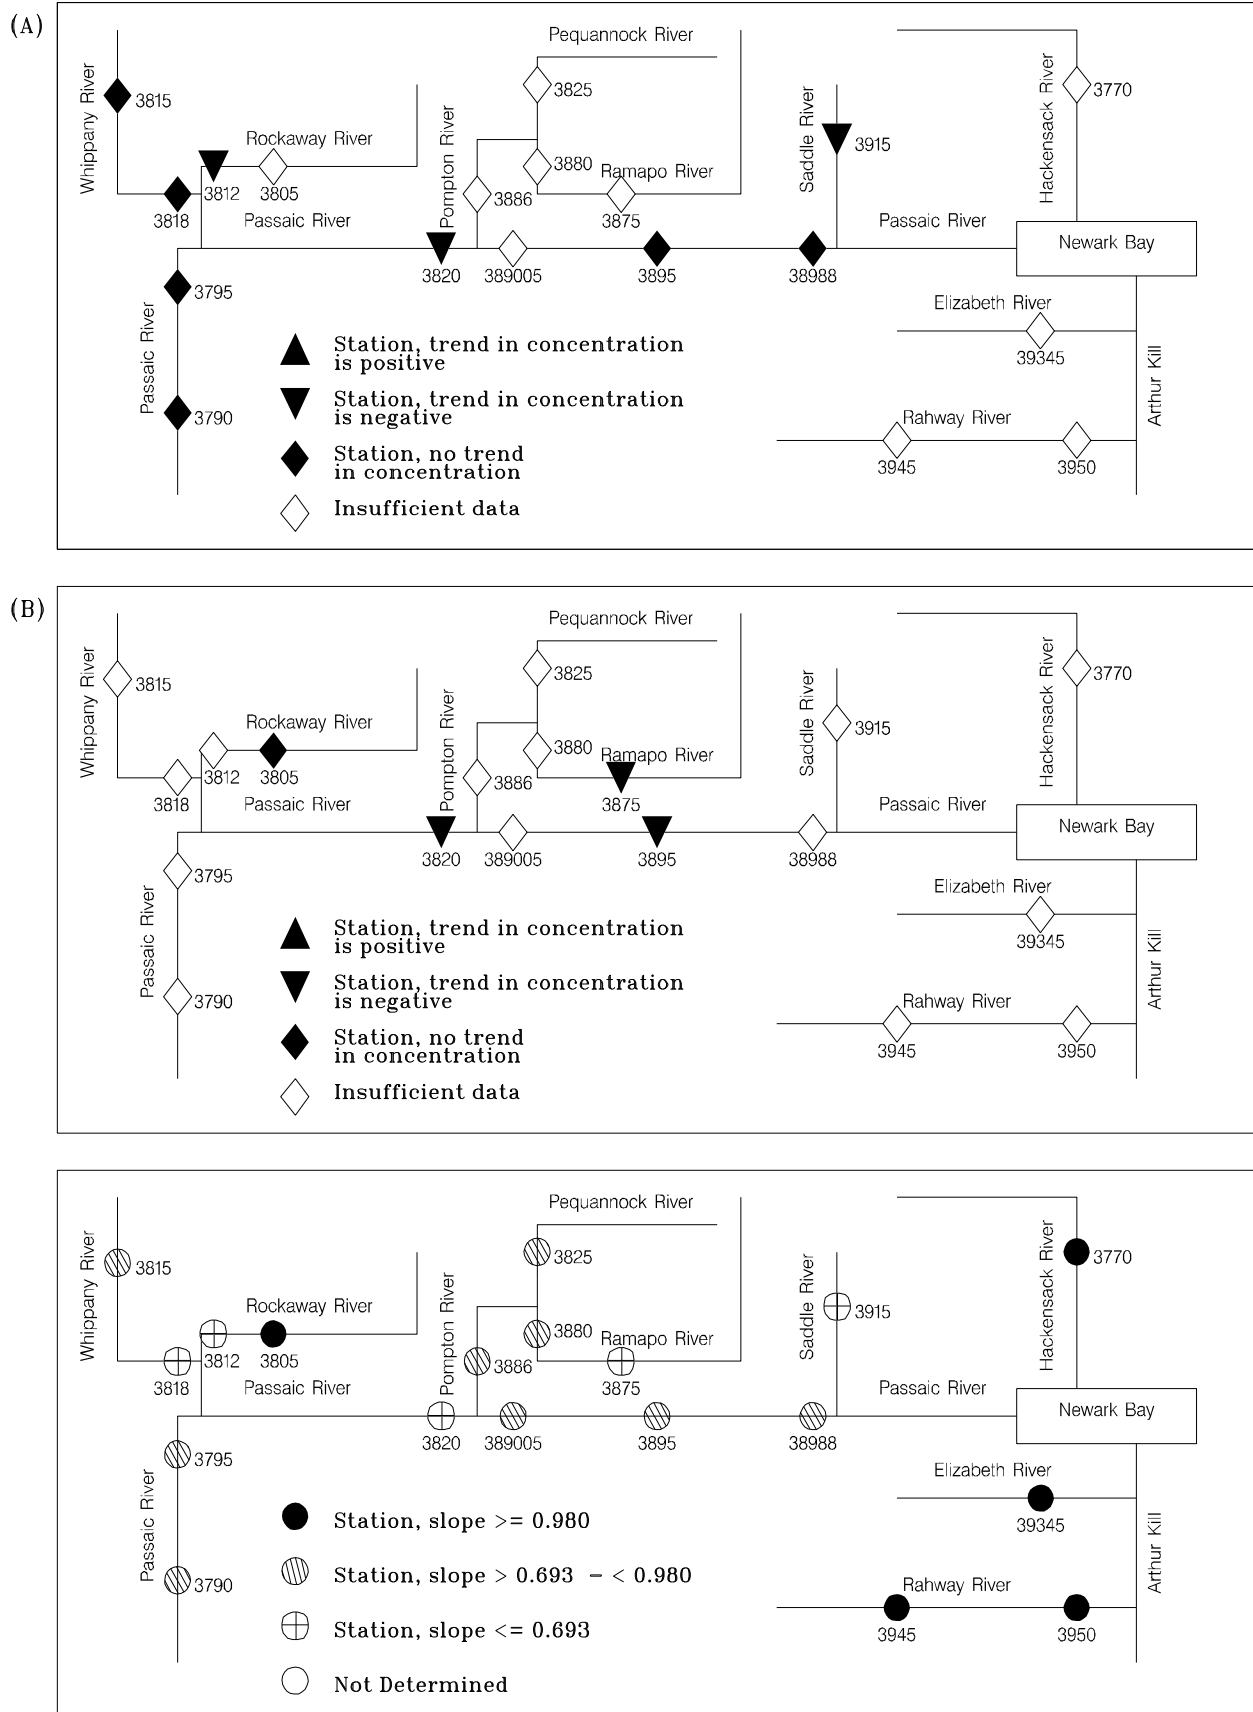 (A)
Pequannock River
3825
3770
3815
Whippany River
Rockaway River
3812
3805
3818
Pompton River
3880
Ramapo River
3886
3875
Saddle River
3915
Hackensack River
Passaic River
Passaic River
Newark Bay
3820
389005
3895
38988
3795
Passaic River
3790
Elizabeth River
39345
Arthur Kill
Rahway River
3945
3950
Station, trend in concentration
is positive
Station, trend in concentration
is negative
Station, no trend
in concentration
Insufficient data
(B)
Pequannock River
3825
3770
3815
Whippany River
Rockaway River
3812
3805
3818
Pompton River
3880
Ramapo River
3886
3875
Saddle River
3915
Hackensack River
Passaic River
Passaic River
Newark Bay
3820
389005
3895
38988
3795
Passaic River
3790
Elizabeth River
39345
Arthur Kill
Rahway River
3945
3950
Station, trend in concentration
is positive
Station, trend in concentration
is negative
Station, no trend
in concentration
Insufficient data
Pequannock River
3825
3770
3815
Whippany River
Rockaway River
3812
3805
3818
Pompton River
3880
Ramapo River
3886
3875
Saddle River
3915
Hackensack River
Passaic River
Passaic River
Newark Bay
3820
389005
3895
38988
3795
Passaic River
3790
Elizabeth River
39345
Arthur Kill
Rahway River
3945
3950
Station, slope >= 0.980
Station, slope > 0.693 – < 0.980
Station, slope <= 0.693
Not Determined